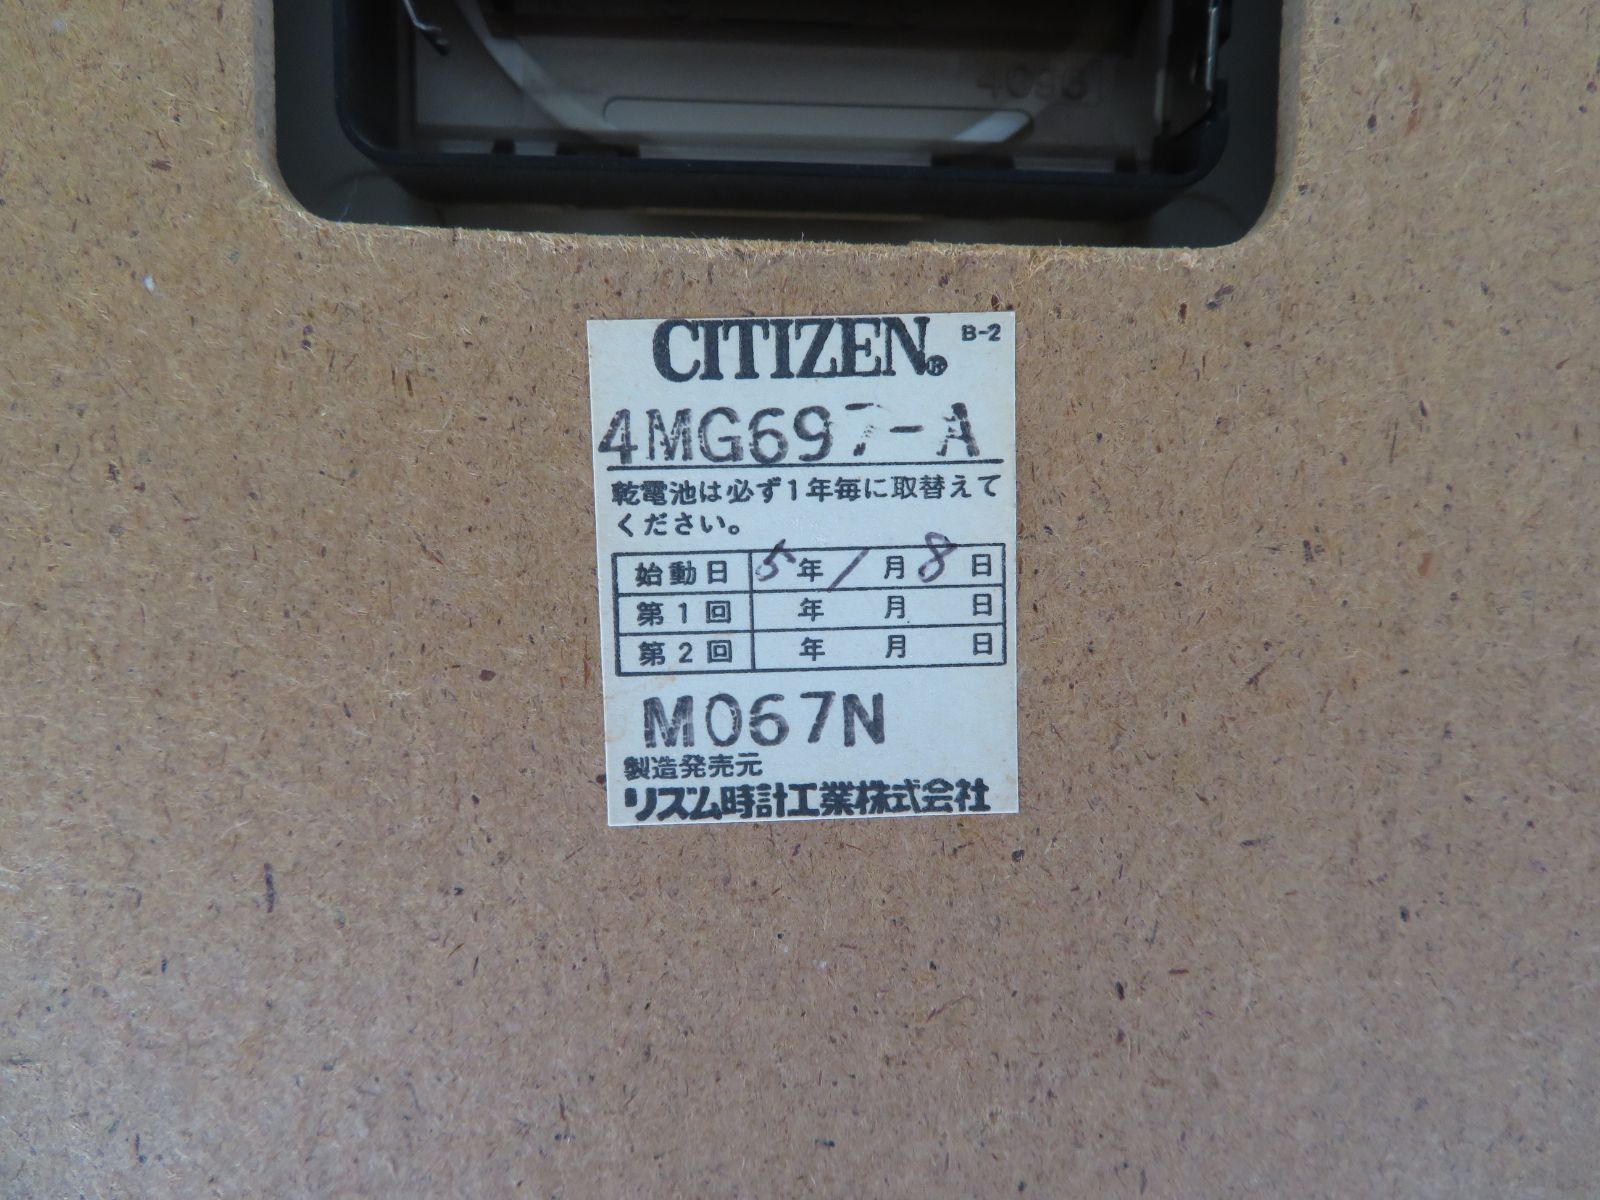 4096
CITIZEN® B-2
4MG697-A
乾電池は必ず1年毎に取替えて
ください。
始動日 5年1月8日
第1回 年 月 日
第2回 年 月 日
M067N
製造発売元
リズム時計工業株式会社